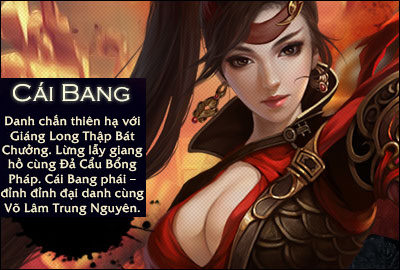 CÁI BANG
Danh chấn thiên hạ với
Giáng Long Thập Bát
Chưởng. Lừng lẫy giang
hồ cùng Đả Cẩu Bổng
Pháp. Cái Bang phái –
đỉnh đỉnh đại danh cùng
Võ Lâm Trung Nguyên.